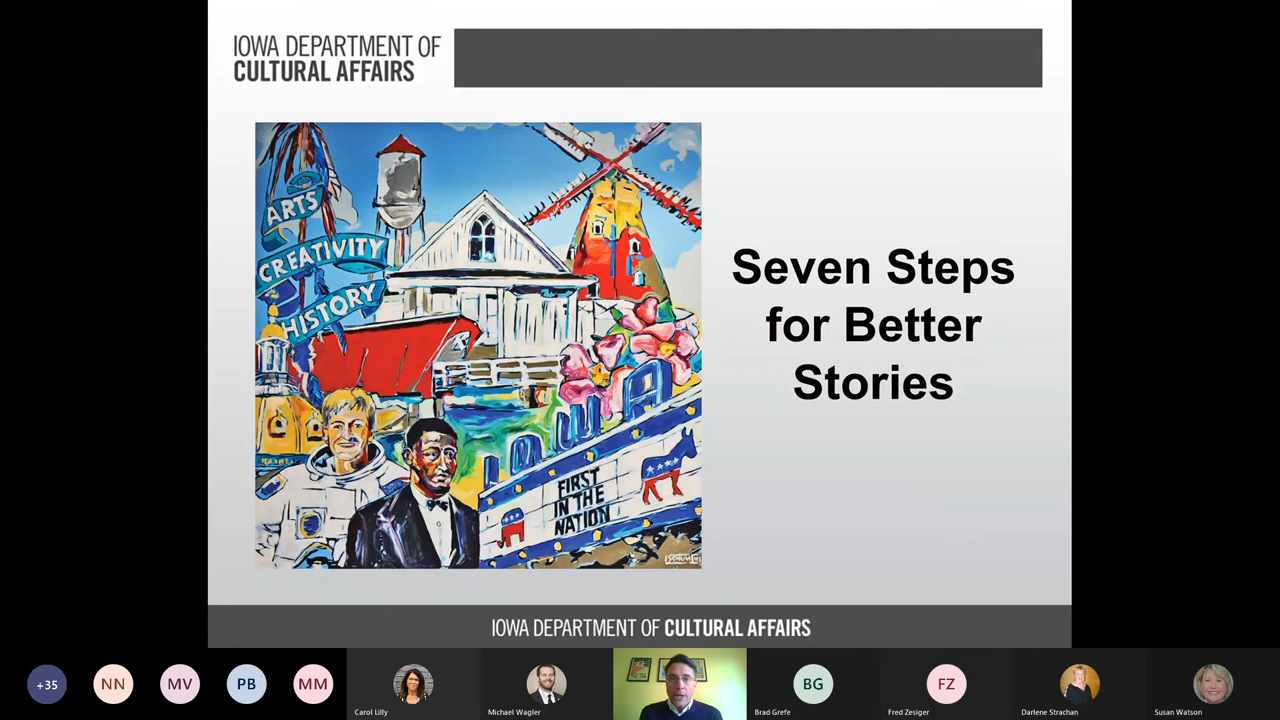 IOWA DEPARTMENT OF
CULTURAL AFFAIRS
ARTS
CREATIVITY
HISTORY
IOWA
FIRST
IN THE
NATION
Seven Steps
for Better
Stories
IOWA DEPARTMENT OF CULTURAL AFFAIRS
+35
NN
MV
PB
MM
Carol Lilly
Michael Wagler
BG
Brad Grefe
FZ
Fred Zesiger
Darlene Strachan
Susan Watson